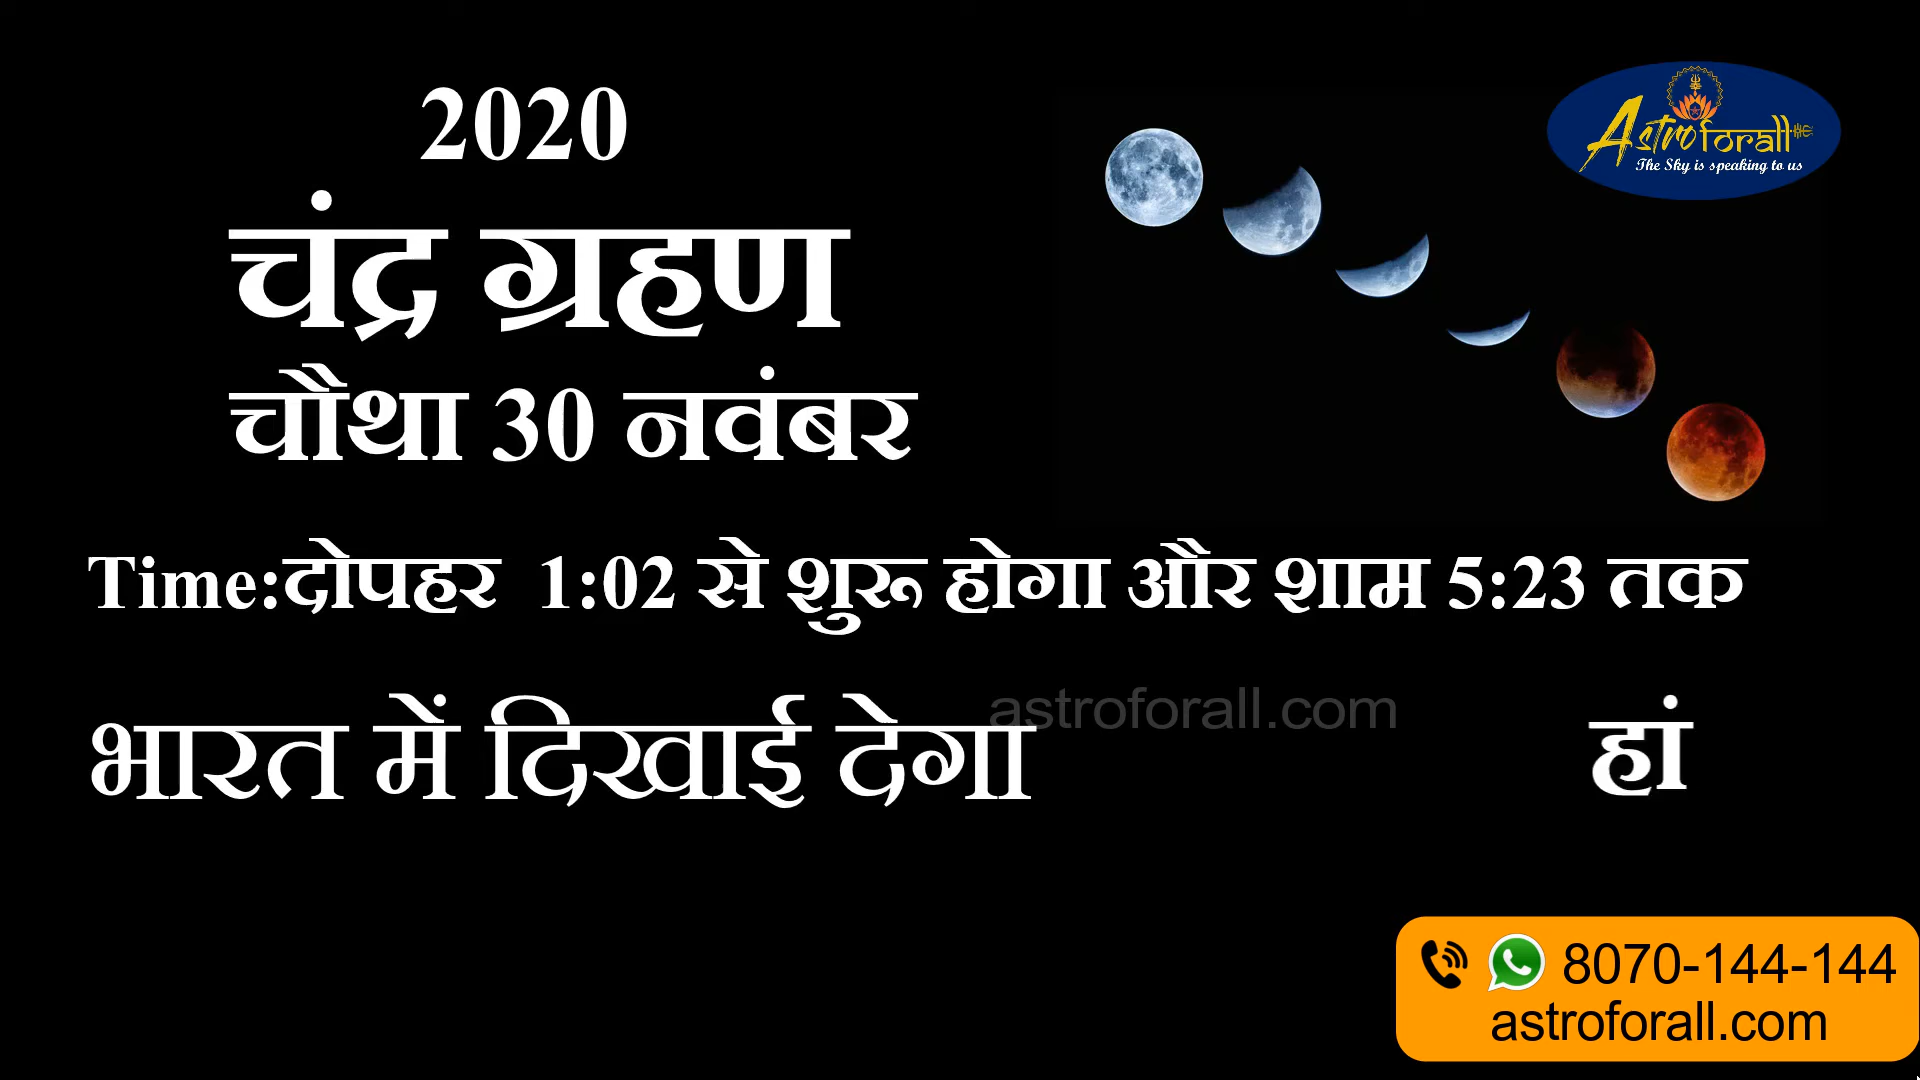 2020
चंद्र ग्रहण
चौथा 30 नवंबर
Astroforall
The Sky is speaking to us
Time:दोपहर 1:02 से शुरू होगा और शाम 5:23 तक
astroforall.com
भारत में दिखाई देगा हां
8070-144-144
astroforall.com